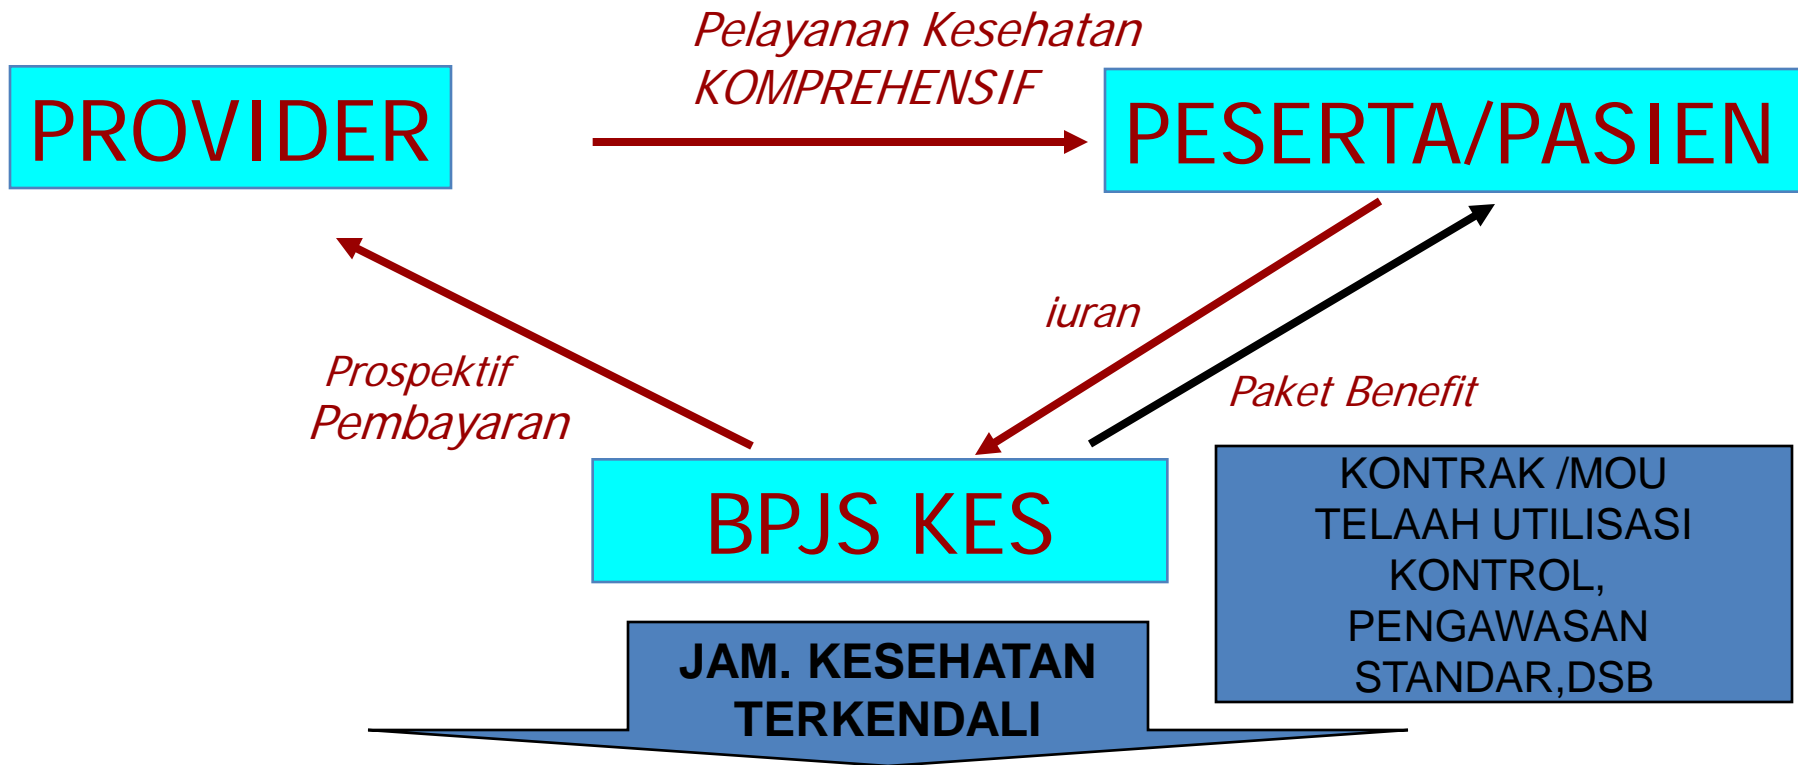 Pelayanan Kesehatan
KOMPREHENSIF
PROVIDER
PESERTA/PASIEN
iuran
Prospektif
Pembayaran
Paket Benefit
BPJS KES
KONTRAK /MOU
TELAAH UTILISASI
KONTROL,
PENGAWASAN
STANDAR,DSB
JAM. KESEHATAN
TERKENDALI